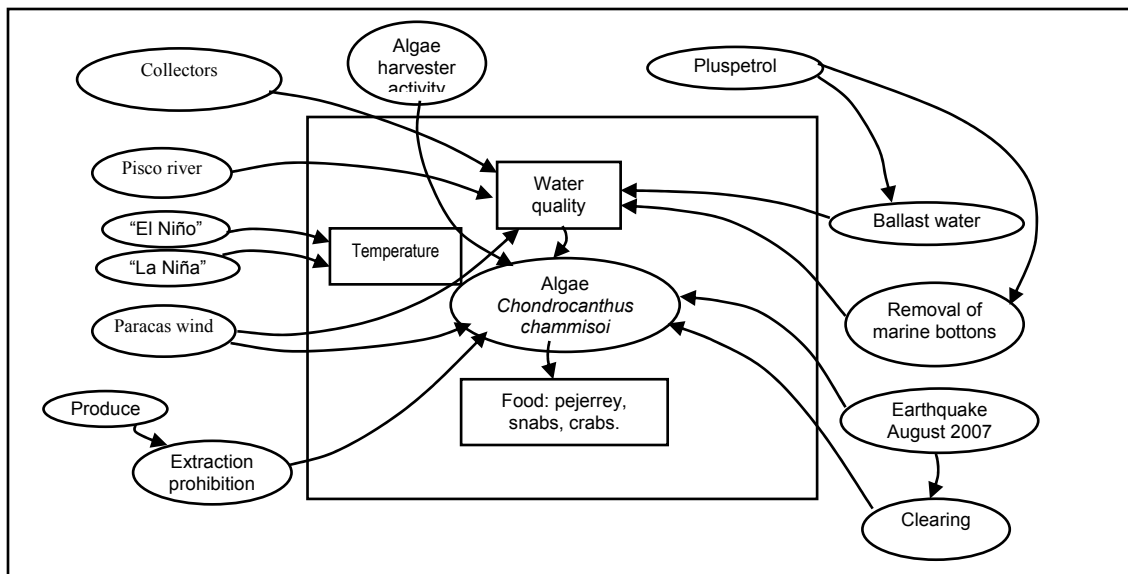 Algae
harvester
activity
Collectors
Pluspetrol
Pisco river
Water
quality
"El Niño"
Temperature
Ballast water
"La Niña"
Algae
Chondrocanthus
chammisoi
Paracas wind
Removal of
marine bottons
Food: pejerrey,
snabs, crabs.
Produce
Earthquake
August 2007
Extraction
prohibition
Clearing